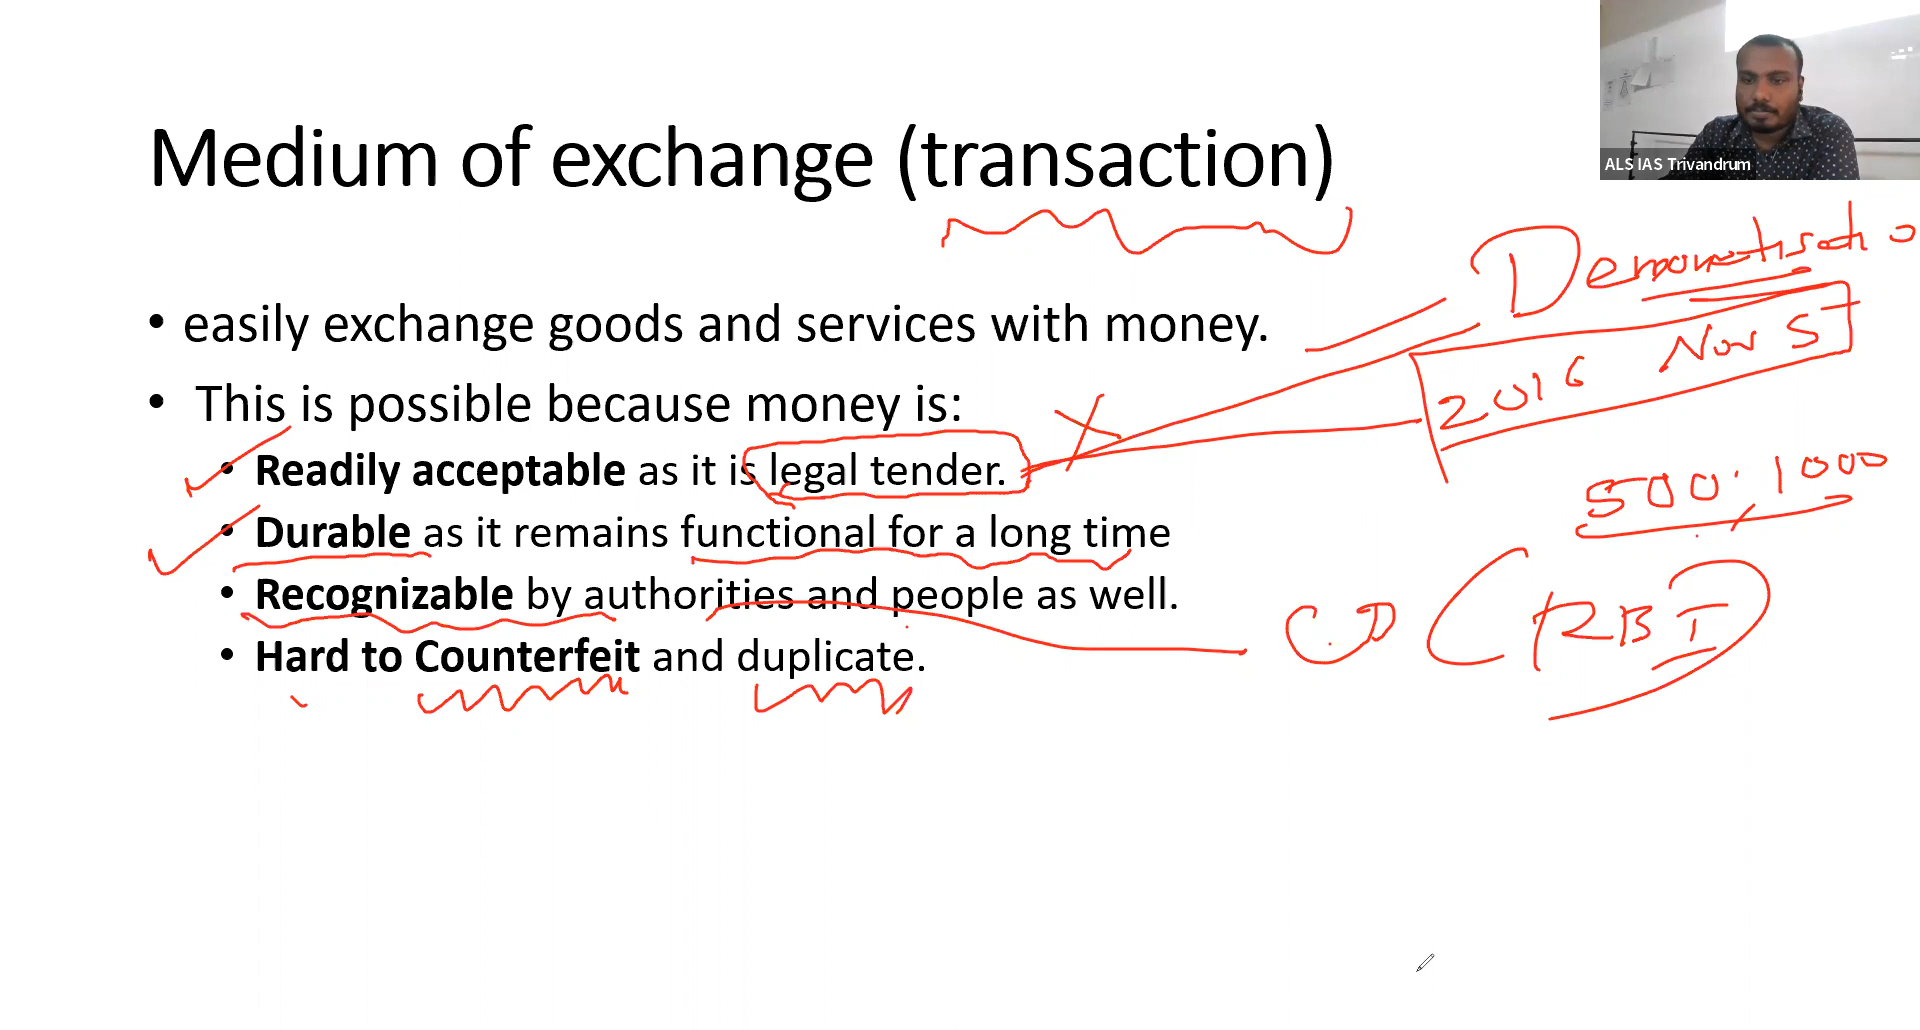 Medium of exchange (transaction)
ALS IAS Trivandrum
Demonetisatio
• easily exchange goods and services with money.
2016 Nov 5
• This is possible because money is:
• Readily acceptable as it is legal tender.
500 · 1000
• Durable as it remains functional for a long time
• Recognizable by authorities and people as well.
(RBI)
• Hard to Counterfeit and duplicate.